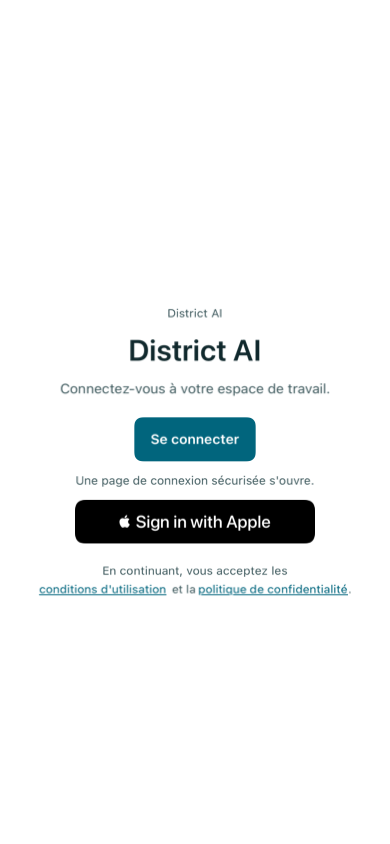 District AI
District AI
Connectez-vous à votre espace de travail.
Se connecter
Une page de connexion sécurisée s'ouvre.
Sign in with Apple
En continuant, vous acceptez les
conditions d'utilisation et la politique de confidentialité.